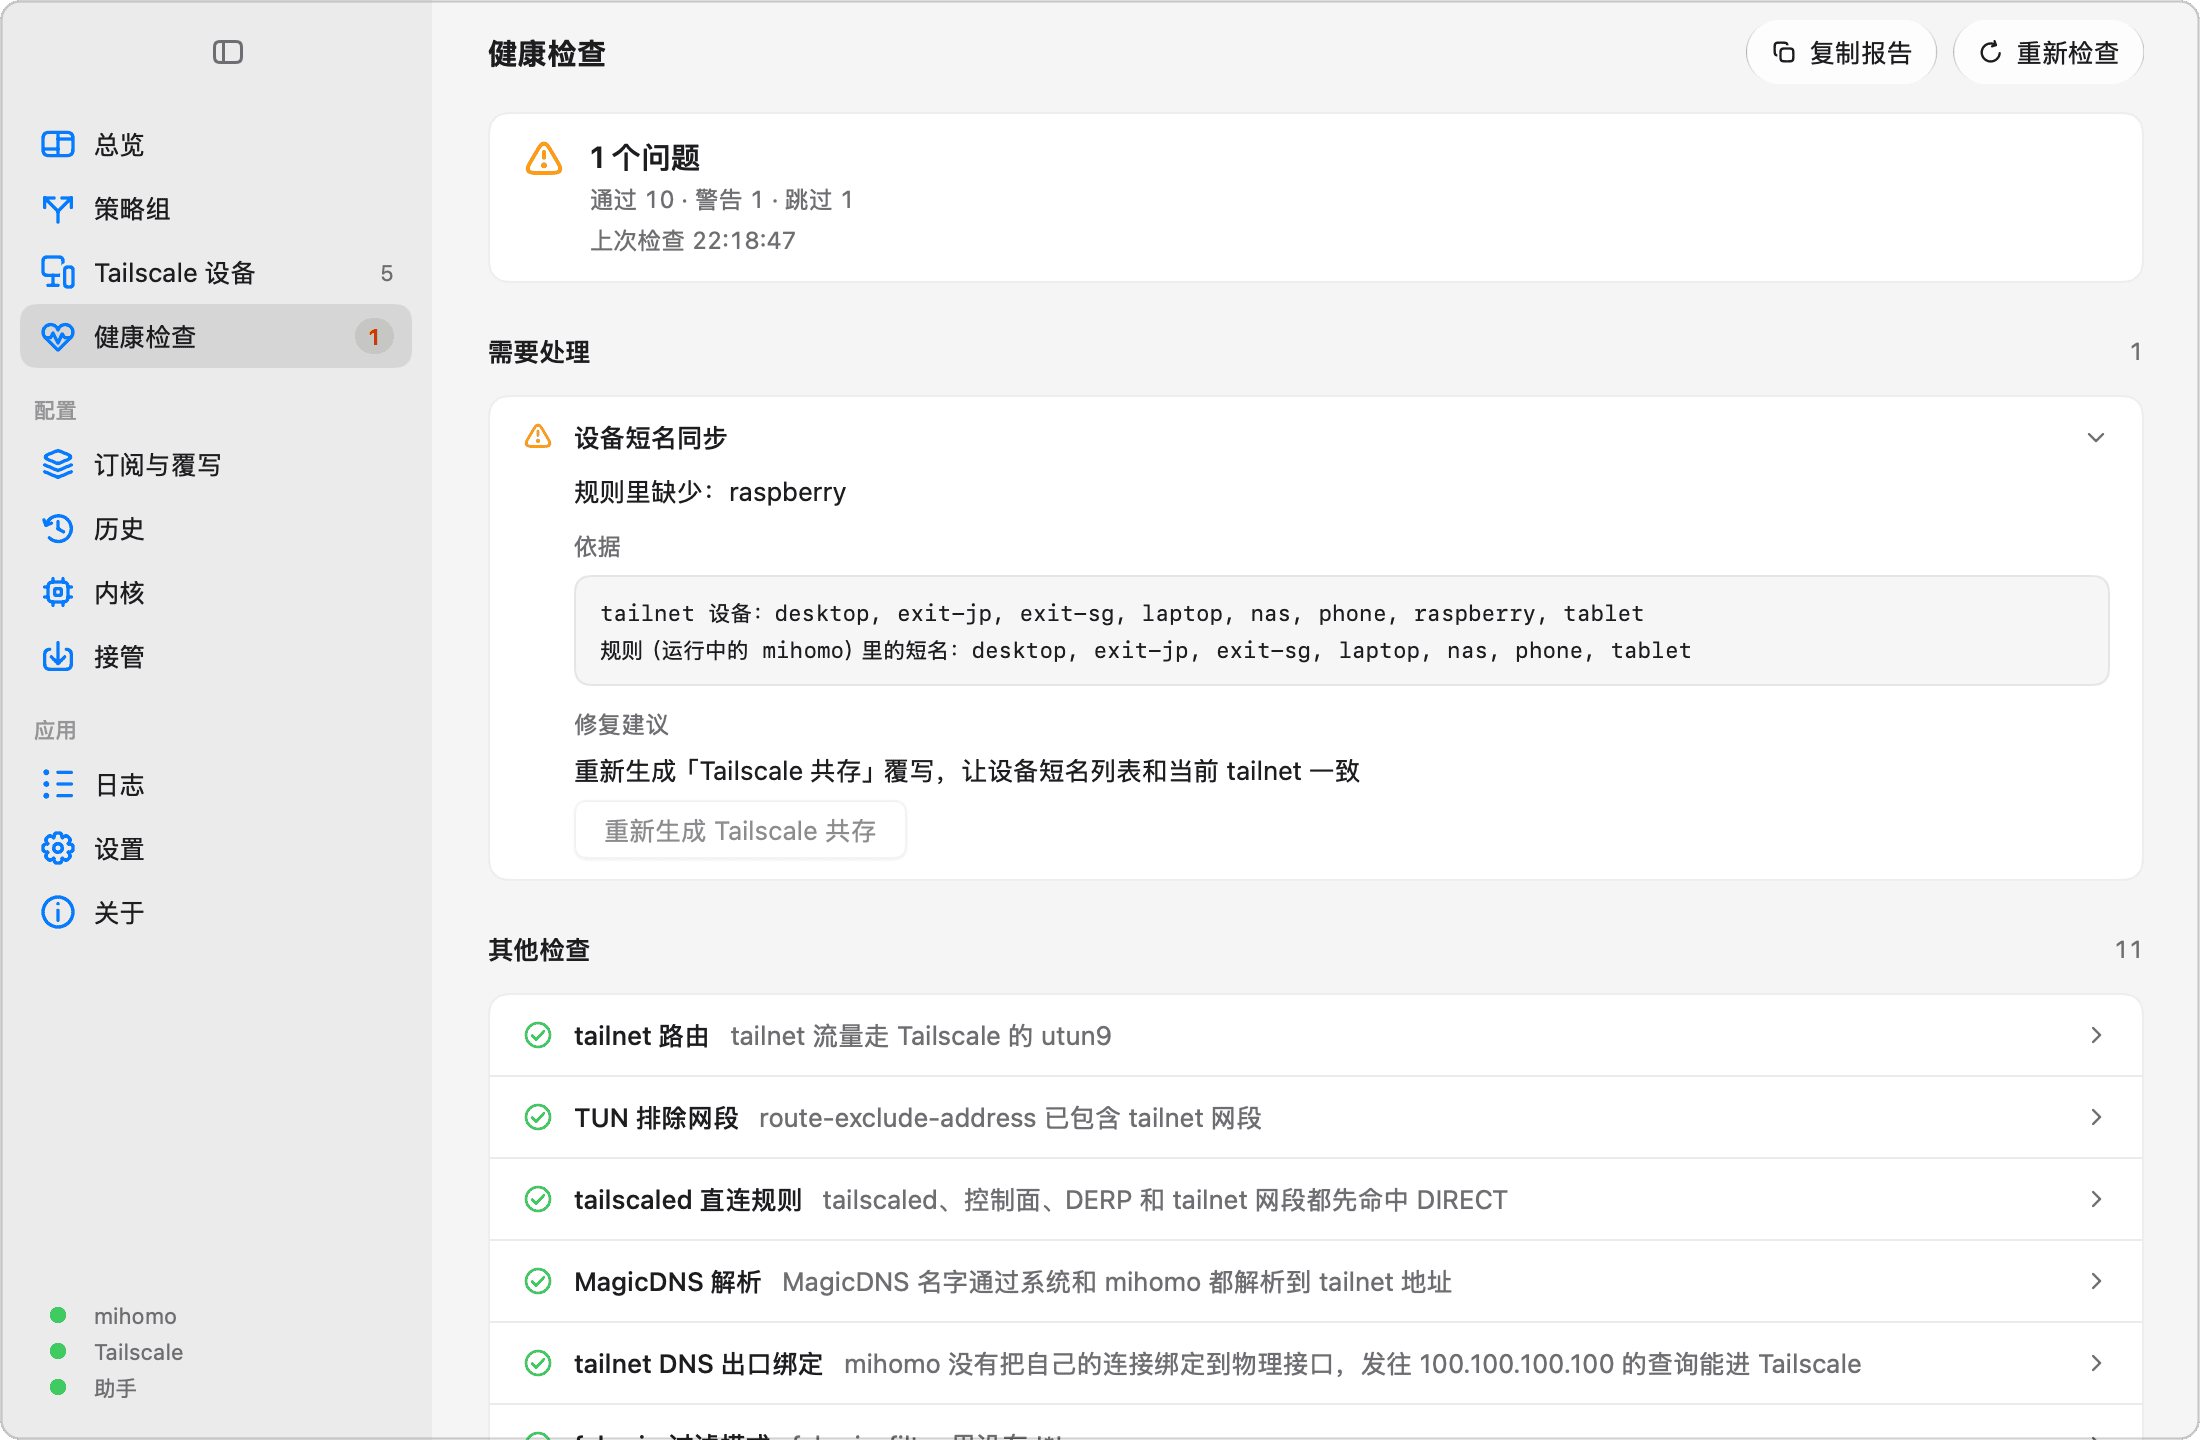 总览
策略组
Tailscale 设备 5
健康检查 1
配置
订阅与覆写
历史
内核
接管
应用
日志
设置
关于
mihomo
Tailscale
助手
健康检查
复制报告
重新检查
1 个问题
通过 10 · 警告 1 · 跳过 1
上次检查 22:18:47
需要处理 1
设备短名同步
规则里缺少：raspberry
依据
tailnet 设备：desktop, exit-jp, exit-sg, laptop, nas, phone, raspberry, tablet
规则（运行中的 mihomo）里的短名：desktop, exit-jp, exit-sg, laptop, nas, phone, tablet
修复建议
重新生成「Tailscale 共存」覆写，让设备短名列表和当前 tailnet 一致
重新生成 Tailscale 共存
其他检查 11
tailnet 路由 tailnet 流量走 Tailscale 的 utun9
TUN 排除网段 route-exclude-address 已包含 tailnet 网段
tailscaled 直连规则 tailscaled、控制面、DERP 和 tailnet 网段都先命中 DIRECT
MagicDNS 解析 MagicDNS 名字通过系统和 mihomo 都解析到 tailnet 地址
tailnet DNS 出口绑定 mihomo 没有把自己的连接绑定到物理接口，发往 100.100.100.100 的查询能进 Tailscale